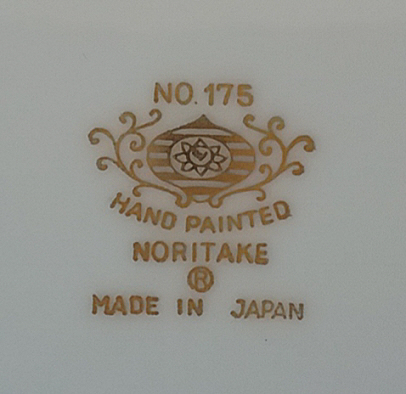 NO. 175
HAND PAINTED
NORITAKE
®
MADE IN JAPAN